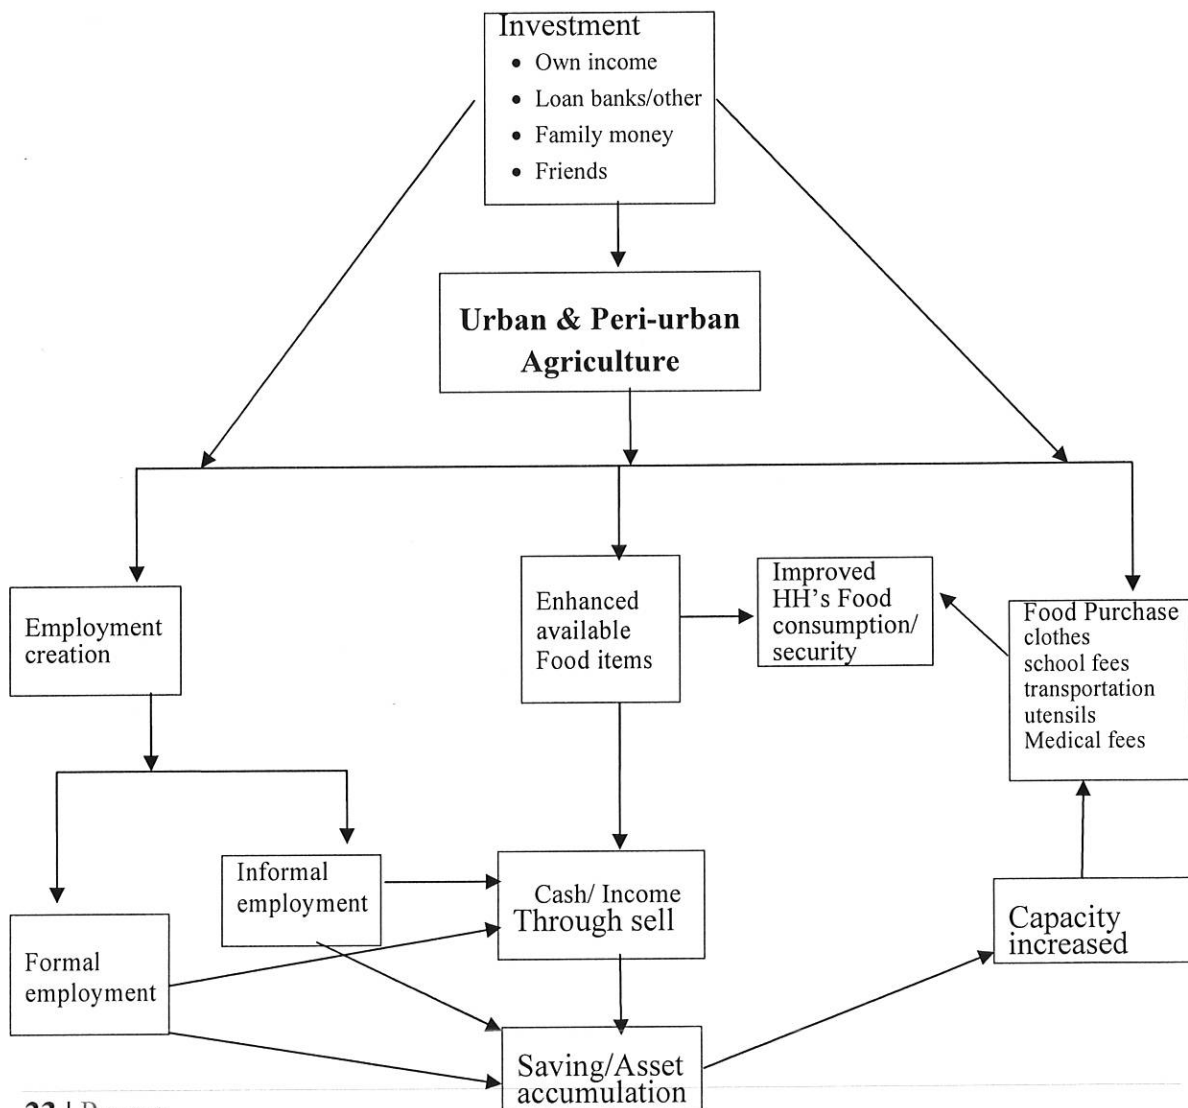 Investment
• Own income
• Loan banks/other
• Family money
• Friends
Urban & Peri-urban
Agriculture
Employment
creation
Enhanced
available
Food items
Improved
HH's Food
consumption/
security
Food Purchase
clothes
school fees
transportation
utensils
Medical fees
Informal
employment
Formal
employment
Cash/ Income
Through sell
Capacity
increased
Saving/Asset
accumulation